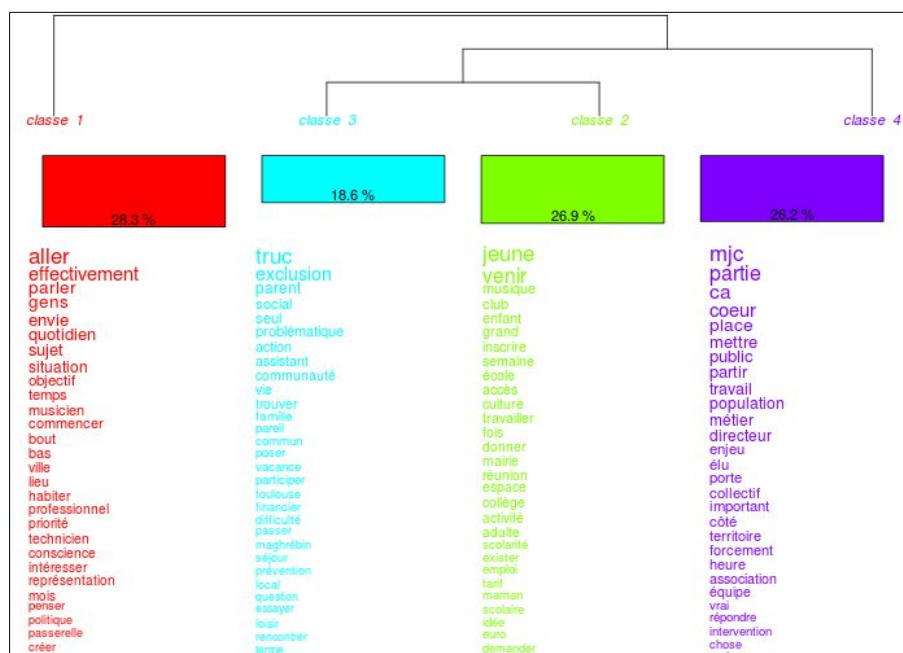 classe 1
classe 3
classe 2
classe 4
28.3 %
18.6 %
26.9 %
26.2 %
aller
effectivement
parler
gens
envie
quotidien
sujet
situation
objectif
temps
musicien
commencer
bout
bas
ville
lieu
habiter
professionnel
priorité
technicien
conscience
intéresser
représentation
mois
penser
politique
passerelle
créer
truc
exclusion
parent
social
seul
problématique
action
assistant
communauté
vie
trouver
famille
pareil
commun
poser
vacance
participer
toulouse
financier
difficulté
passer
maghrébin
séjour
prévention
local
question
essayer
loisir
rencontrer
terme
jeune
venir
musique
club
enfant
grand
inscrire
semaine
école
accès
culture
travailler
fois
donner
mairie
réunion
espace
collège
activité
adulte
scolarité
exister
emploi
tarif
maman
scolaire
idée
euro
demander
mjc
partie
ca
coeur
place
mettre
public
partir
travail
population
métier
directeur
enjeu
élu
porte
collectif
important
côté
territoire
forcement
heure
association
équipe
vrai
répondre
intervention
chose